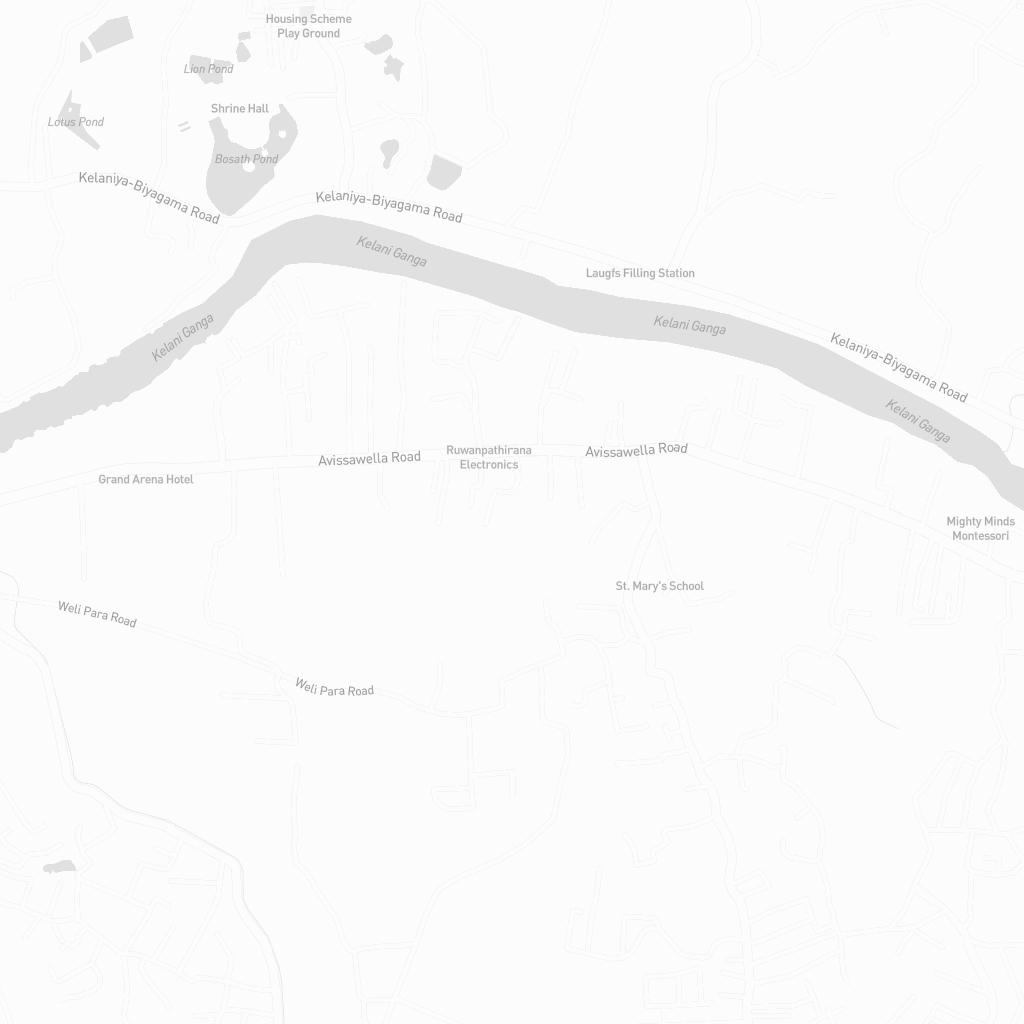 Housing Scheme
Play Ground
Lion Pond
Shrine Hall
Lotus Pond
Bosath Pond
Kelaniya-Biyagama Road
Kelaniya-Biyagama Road
Kelani Ganga
Laugfs Filling Station
Kelani Ganga
Kelani Ganga
Kelaniya-Biyagama Road
Kelani Ganga
Avissawella Road
Ruwanpathirana
Electronics
Avissawella Road
Grand Arena Hotel
Mighty Minds
Montessori
St. Mary's School
Weli Para Road
Weli Para Road